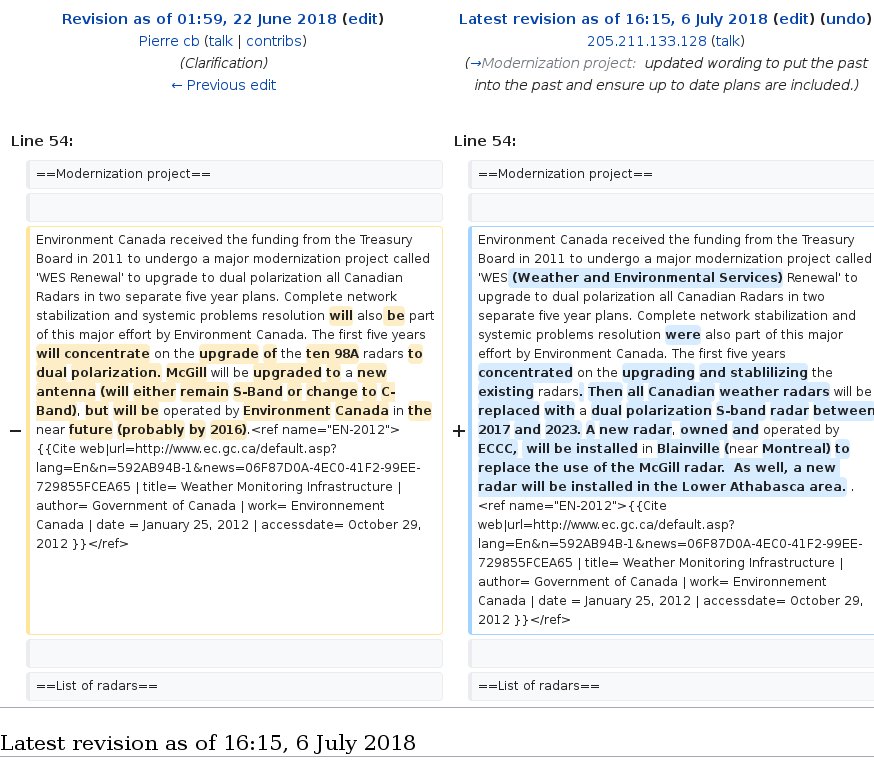 Revision as of 01:59, 22 June 2018 (edit)
Pierre cb (talk | contribs)
(Clarification)
← Previous edit
Latest revision as of 16:15, 6 July 2018 (edit) (undo)
205.211.133.128 (talk)
(→Modernization project: updated wording to put the past
into the past and ensure up to date plans are included.)
Line 54:
Line 54:
==Modernization project==
==Modernization project==
−
Environment Canada received the funding from the Treasury
Board in 2011 to undergo a major modernization project called
'WES Renewal' to upgrade to dual polarization all Canadian
Radars in two separate five year plans. Complete network
stabilization and systemic problems resolution will also be part
of this major effort by Environment Canada. The first five years
will concentrate on the upgrade of the ten 98A radars to
dual polarization. McGill will be upgraded to a new
antenna (will either remain S-Band or change to C-
Band), but will be operated by Environment Canada in the
near future (probably by 2016).<ref name="EN-2012">
{{Cite web|url=http://www.ec.gc.ca/default.asp?
lang=En&n=592AB94B-1&news=06F87D0A-4EC0-41F2-99EE-
729855FCEA65 | title= Weather Monitoring Infrastructure |
author= Government of Canada | work= Environnement
Canada | date = January 25, 2012 | accessdate= October 29,
2012 }}</ref>
+
Environment Canada received the funding from the Treasury
Board in 2011 to undergo a major modernization project called
'WES (Weather and Environmental Services) Renewal' to
upgrade to dual polarization all Canadian Radars in two
separate five year plans. Complete network stabilization and
systemic problems resolution were also part of this major
effort by Environment Canada. The first five years
concentrated on the upgrading and stablilizing the
existing radars. Then all Canadian weather radars will be
replaced with a dual polarization S-band radar between
2017 and 2023. A new radar, owned and operated by
ECCC,  will be installed in Blainville (near Montreal) to
replace the use of the McGill radar.  As well, a new
radar will be installed in the Lower Athabasca area. .
<ref name="EN-2012">{{Cite
web|url=http://www.ec.gc.ca/default.asp?
lang=En&n=592AB94B-1&news=06F87D0A-4EC0-41F2-99EE-
729855FCEA65 | title= Weather Monitoring Infrastructure |
author= Government of Canada | work= Environnement
Canada | date = January 25, 2012 | accessdate= October 29,
2012 }}</ref>
==List of radars==
==List of radars==
Latest revision as of 16:15, 6 July 2018